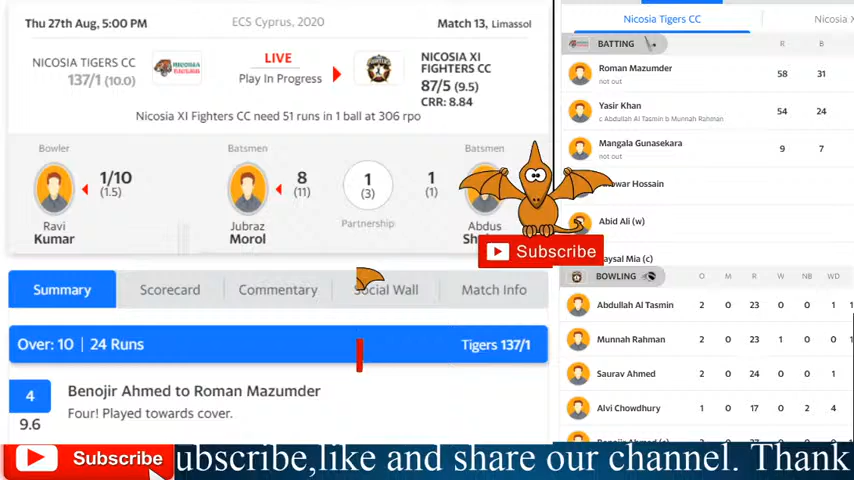 Thu 27th Aug, 5:00 PM
ECS Cyprus, 2020
Match 13, Limassol
NICOSIA TIGERS CC
137/1 (10.0)
LIVE
Play In Progress
NICOSIA XI
FIGHTERS CC
87/5 (9.5)
CRR: 8.84
Nicosia XI Fighters CC need 51 runs in 1 ball at 306 rpo
Bowler
Batsmen
Batsmen
1/10
(1.5)
8
(11)
1
(3)
1
(1)
Partnership
Ravi
Kumar
Jubraz
Morol
Abdus
Subscribe
Summary
Scorecard
Commentary
Social Wall
Match Info
Over: 10 | 24 Runs
Tigers 137/1
4
9.6
Benojir Ahmed to Roman Mazumder
Four! Played towards cover.
Nicosia Tigers CC
Nicosia X
BATTING R B
Roman Mazumder 58 31
not out
Yasir Khan 54 24
c Abdullah Al Tasmin b Munnah Rahman
Mangala Gunasekara 9 7
not out
Hossain
Abid Ali (w)
Mia (c)
BOWLING O M R W NB WD
Abdullah Al Tasmin 2 0 23 0 0 1
Munnah Rahman 2 0 23 1 0 0
Saurav Ahmed 2 0 24 0 0 1
Alvi Chowdhury 1 0 17 0 2 4
Subscribe
ubscribe,like and share our channel. Thank